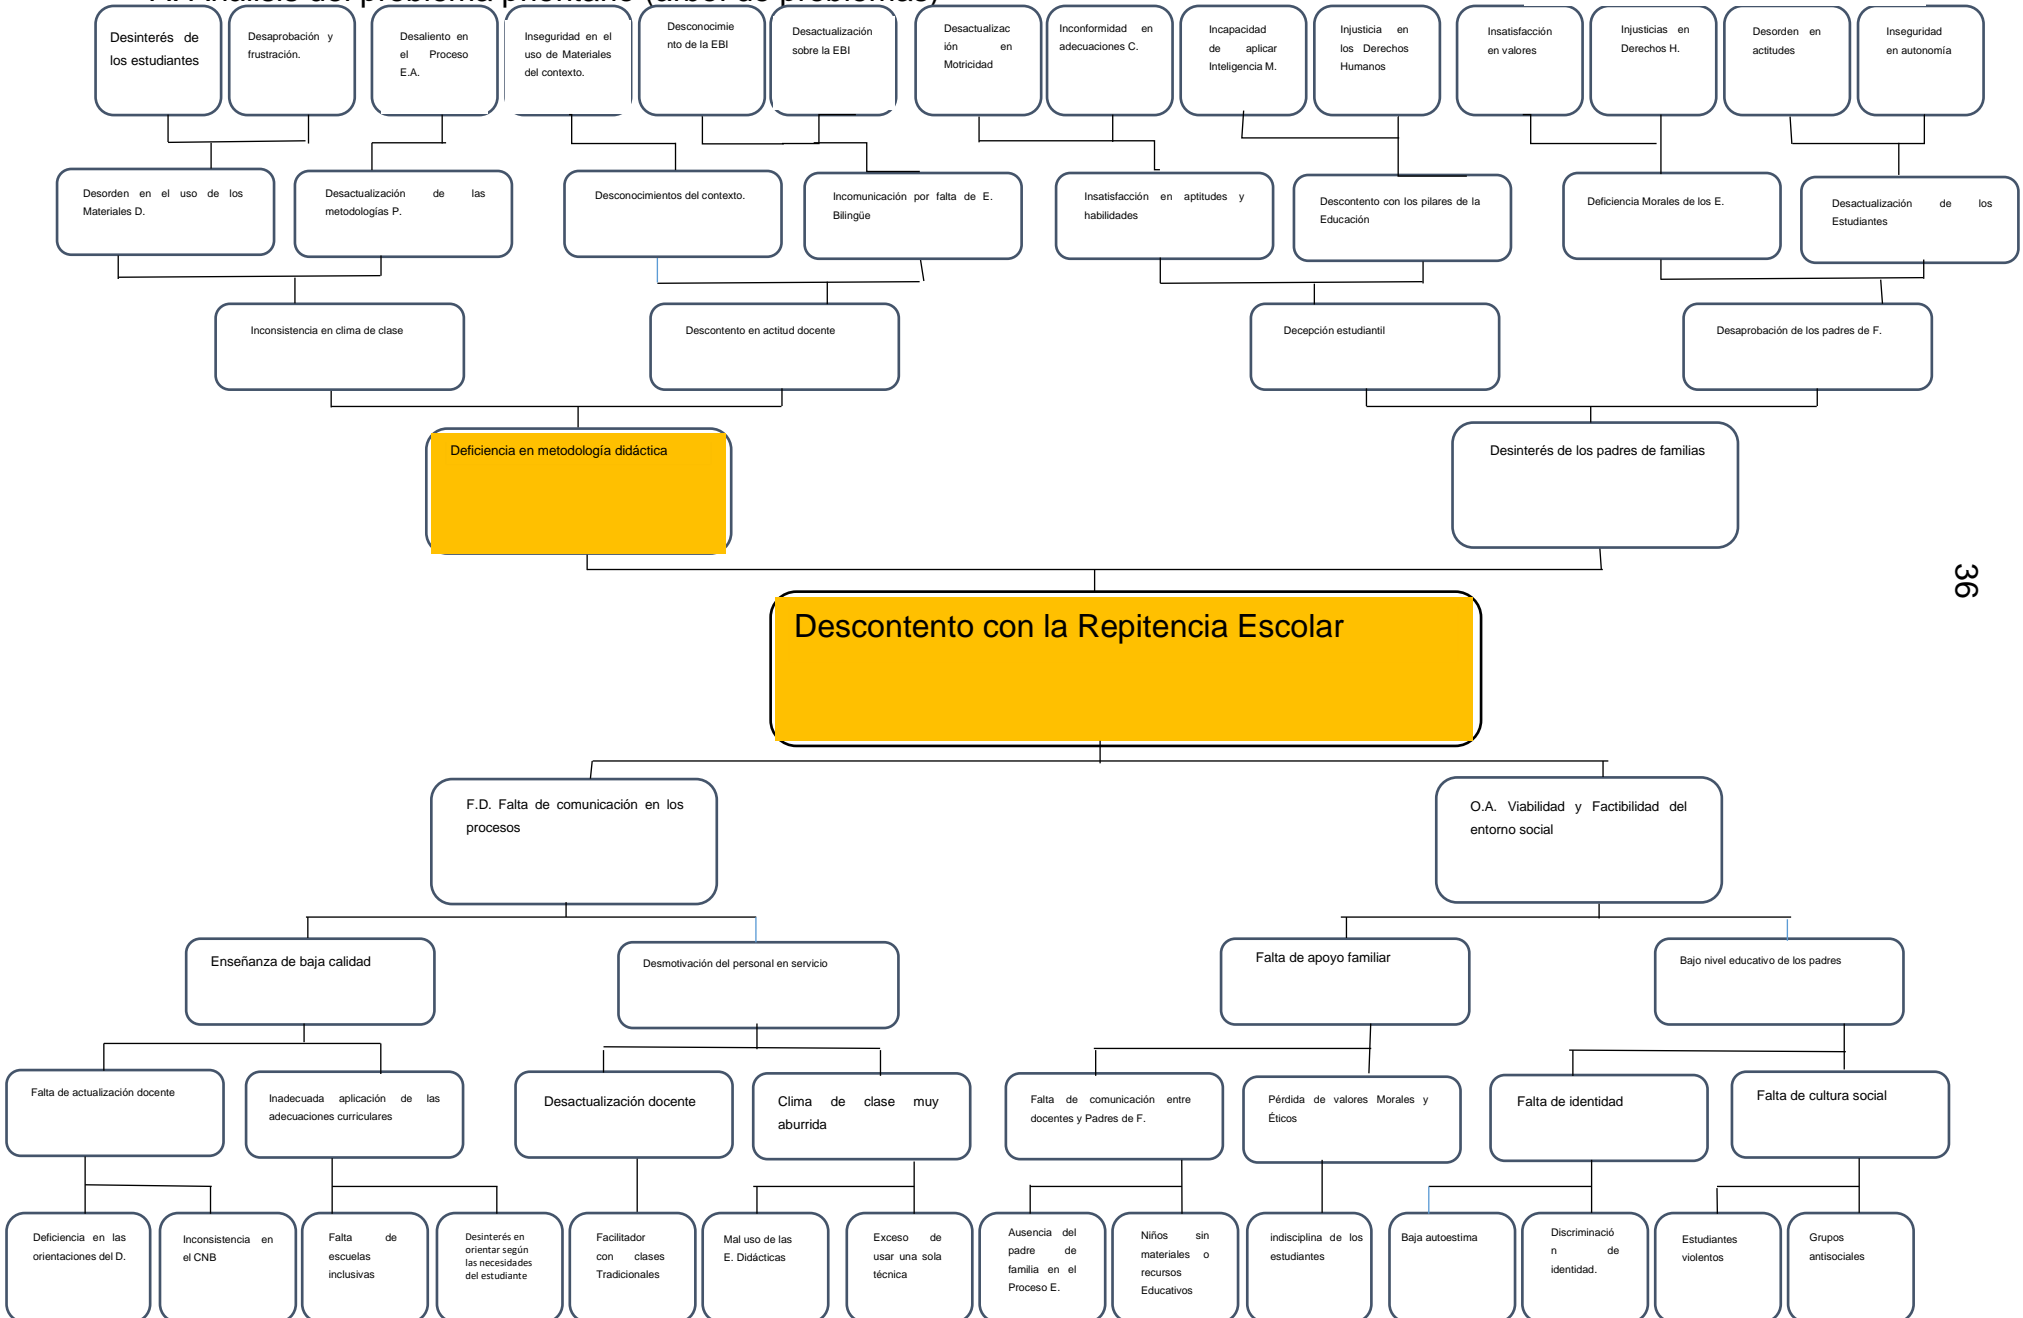 A. Análisis del problema prioritario (árbol de problemas)
Desinterés de
los estudiantes
Desaprobación y
frustración.
Desaliento en
el Proceso
E.A.
Inseguridad en el
uso de Materiales
del contexto.
Desconocimie
nto de la EBI
Desactualización
sobre la EBI
Desactualizac
ión en
Motricidad
Inconformidad en
adecuaciones C.
Incapacidad
de aplicar
Inteligencia M.
Injusticia en
los Derechos
Humanos
Insatisfacción
en valores
Injusticias en
Derechos H.
Desorden en
actitudes
Inseguridad
en autonomía
Desorden en el uso de los
Materiales D.
Desactualización de las
metodologías P.
Desconocimientos del contexto.
Incomunicación por falta de E.
Bilingüe
Insatisfacción en aptitudes y
habilidades
Descontento con los pilares de la
Educación
Deficiencia Morales de los E.
Desactualización de los
Estudiantes
Inconsistencia en clima de clase
Descontento en actitud docente
Decepción estudiantil
Desaprobación de los padres de F.
Deficiencia en metodología didáctica
Desinterés de los padres de familias
36
Descontento con la Repitencia Escolar
F.D. Falta de comunicación en los
procesos
O.A. Viabilidad y Factibilidad del
entorno social
Enseñanza de baja calidad
Desmotivación del personal en servicio
Falta de apoyo familiar
Bajo nivel educativo de los padres
Falta de actualización docente
Inadecuada aplicación de las
adecuaciones curriculares
Desactualización docente
Clima de clase muy
aburrida
Falta de comunicación entre
docentes y Padres de F.
Pérdida de valores Morales y
Éticos
Falta de identidad
Falta de cultura social
Deficiencia en las
orientaciones del D.
Inconsistencia en
el CNB
Falta de
escuelas
inclusivas
Desinterés en
orientar según
las necesidades
del estudiante
Facilitador
con clases
Tradicionales
Mal uso de las
E. Didácticas
Exceso de
usar una sola
técnica
Ausencia del
padre de
familia en el
Proceso E.
Niños sin
materiales o
recursos
Educativos
indisciplina de los
estudiantes
Baja autoestima
Discriminació
n de
identidad.
Estudiantes
violentos
Grupos
antisociales